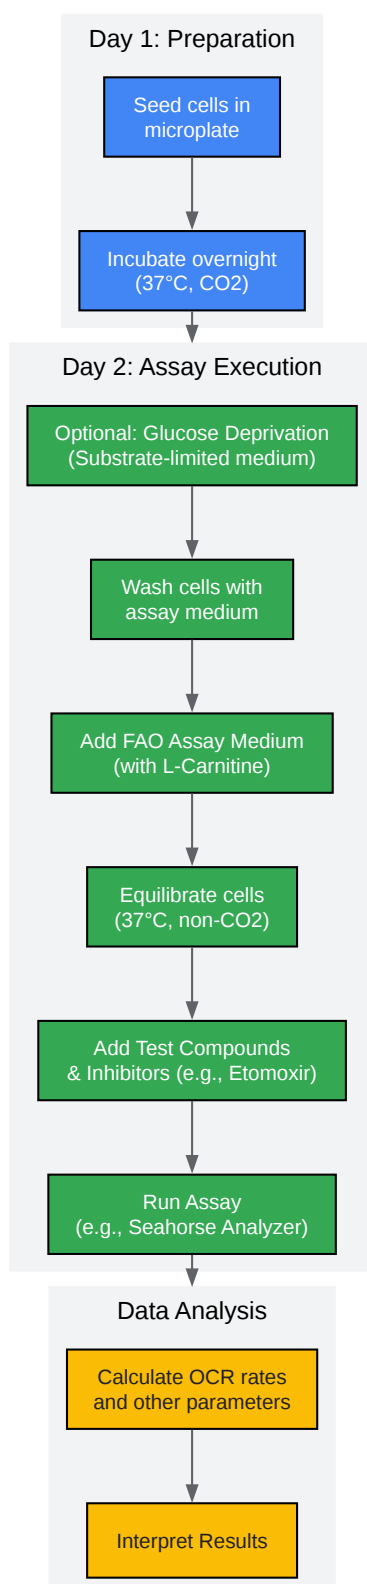 Day 1: Preparation
Seed cells in
microplate
Incubate overnight
(37°C, CO2)
Day 2: Assay Execution
Optional: Glucose Deprivation
(Substrate-limited medium)
Wash cells with
assay medium
Add FAO Assay Medium
(with L-Carnitine)
Equilibrate cells
(37°C, non-CO2)
Add Test Compounds
& Inhibitors (e.g., Etomoxir)
Run Assay
(e.g., Seahorse Analyzer)
Data Analysis
Calculate OCR rates
and other parameters
Interpret Results